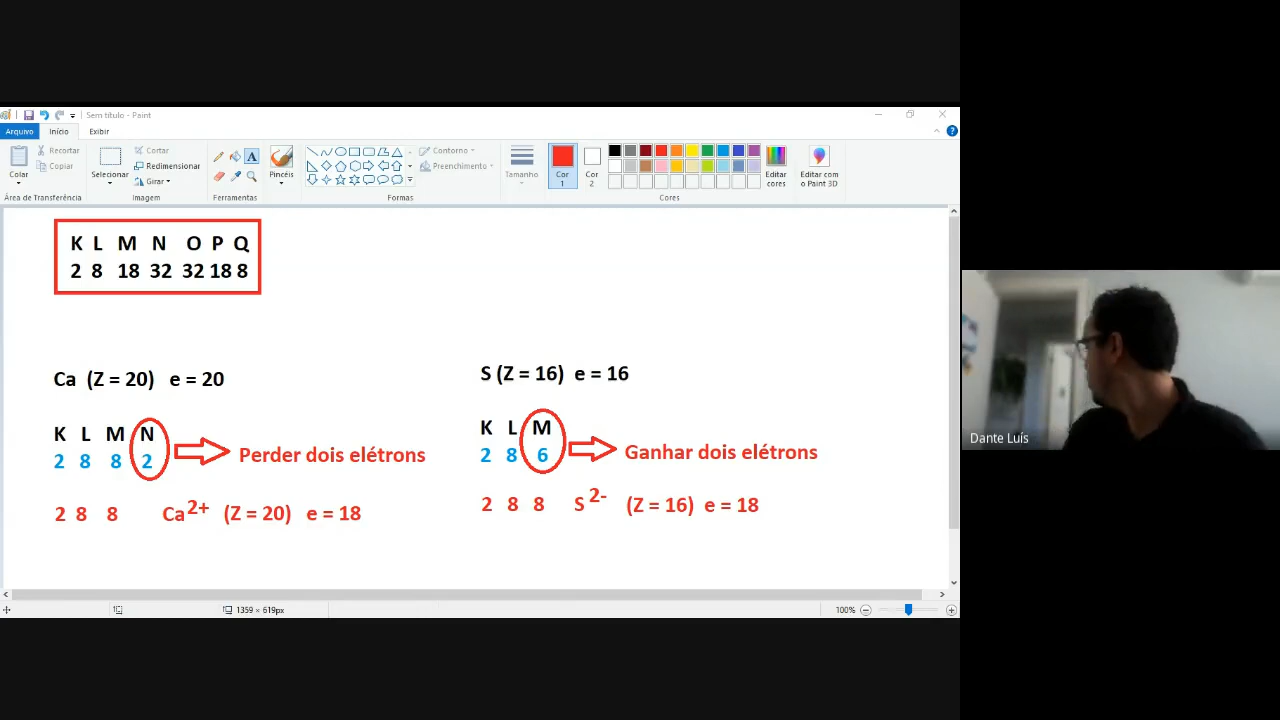 Sem título - Paint
Arquivo Início Exibir
Colar
Recortar
Copiar
Área de Transferência
Selecionar
Cortar
Redimensionar
Girar
Imagem
Ferramentas
Pincéis
Contorno
Preenchimento
Formas
Tamanho
Cor 1
Cor 2
Editar cores
Editar com o Paint 3D
Cores
K L M N O P Q
2 8 18 32 32 18 8
Ca (Z = 20) e = 20
K L M N
2 8 8 2
Perder dois elétrons
2 8 8 Ca2+ (Z = 20) e = 18
S (Z = 16) e = 16
K L M
2 8 6
Ganhar dois elétrons
2 8 8 S2- (Z = 16) e = 18
Dante Luís
1359 × 619px
100%